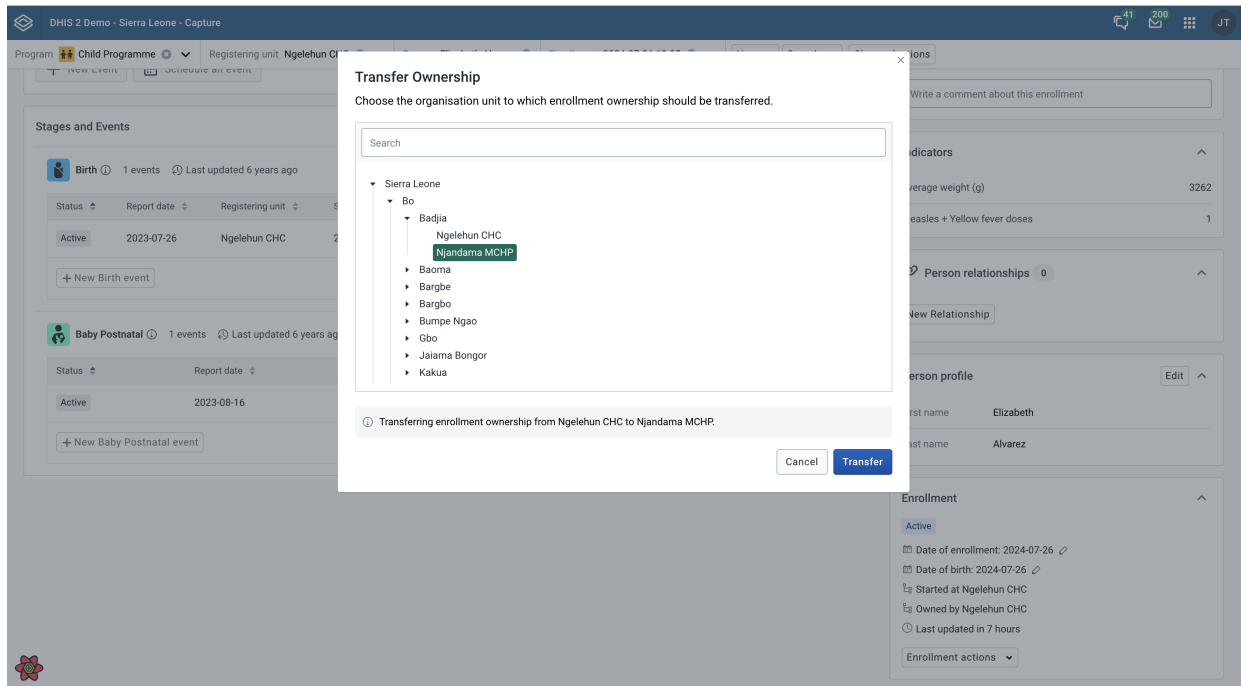 DHIS 2 Demo - Sierra Leone - Capture
41
200
JT
Program Child Programme Registering unit Ngelehun
Transfer Ownership
Choose the organisation unit to which enrollment ownership should be transferred.
Search
Sierra Leone
Bo
Badjia
Ngelehun CHC
Njandama MCHP
Baoma
Bargbe
Bargbo
Bumpe Ngao
Gbo
Jaiama Bongor
Kakua
Transferring enrollment ownership from Ngelehun CHC to Njandama MCHP.
Cancel Transfer
New Event Schedule an event
Stages and Events
Birth 1 events Last updated 6 years ago
Status Report date Registering unit
Active 2023-07-26 Ngelehun CHC
+ New Birth event
Baby Postnatal 1 events Last updated 6 years
Status Report date
Active 2023-08-16
+ New Baby Postnatal event
Write a comment about this enrollment
weight (g) 3262
+ Yellow fever doses 1
Person relationships 0
New Relationship
profile Edit
name Elizabeth
name Alvarez
Enrollment
Active
Date of enrollment: 2024-07-26
Date of birth: 2024-07-26
Started at Ngelehun CHC
Owned by Ngelehun CHC
Last updated in 7 hours
Enrollment actions